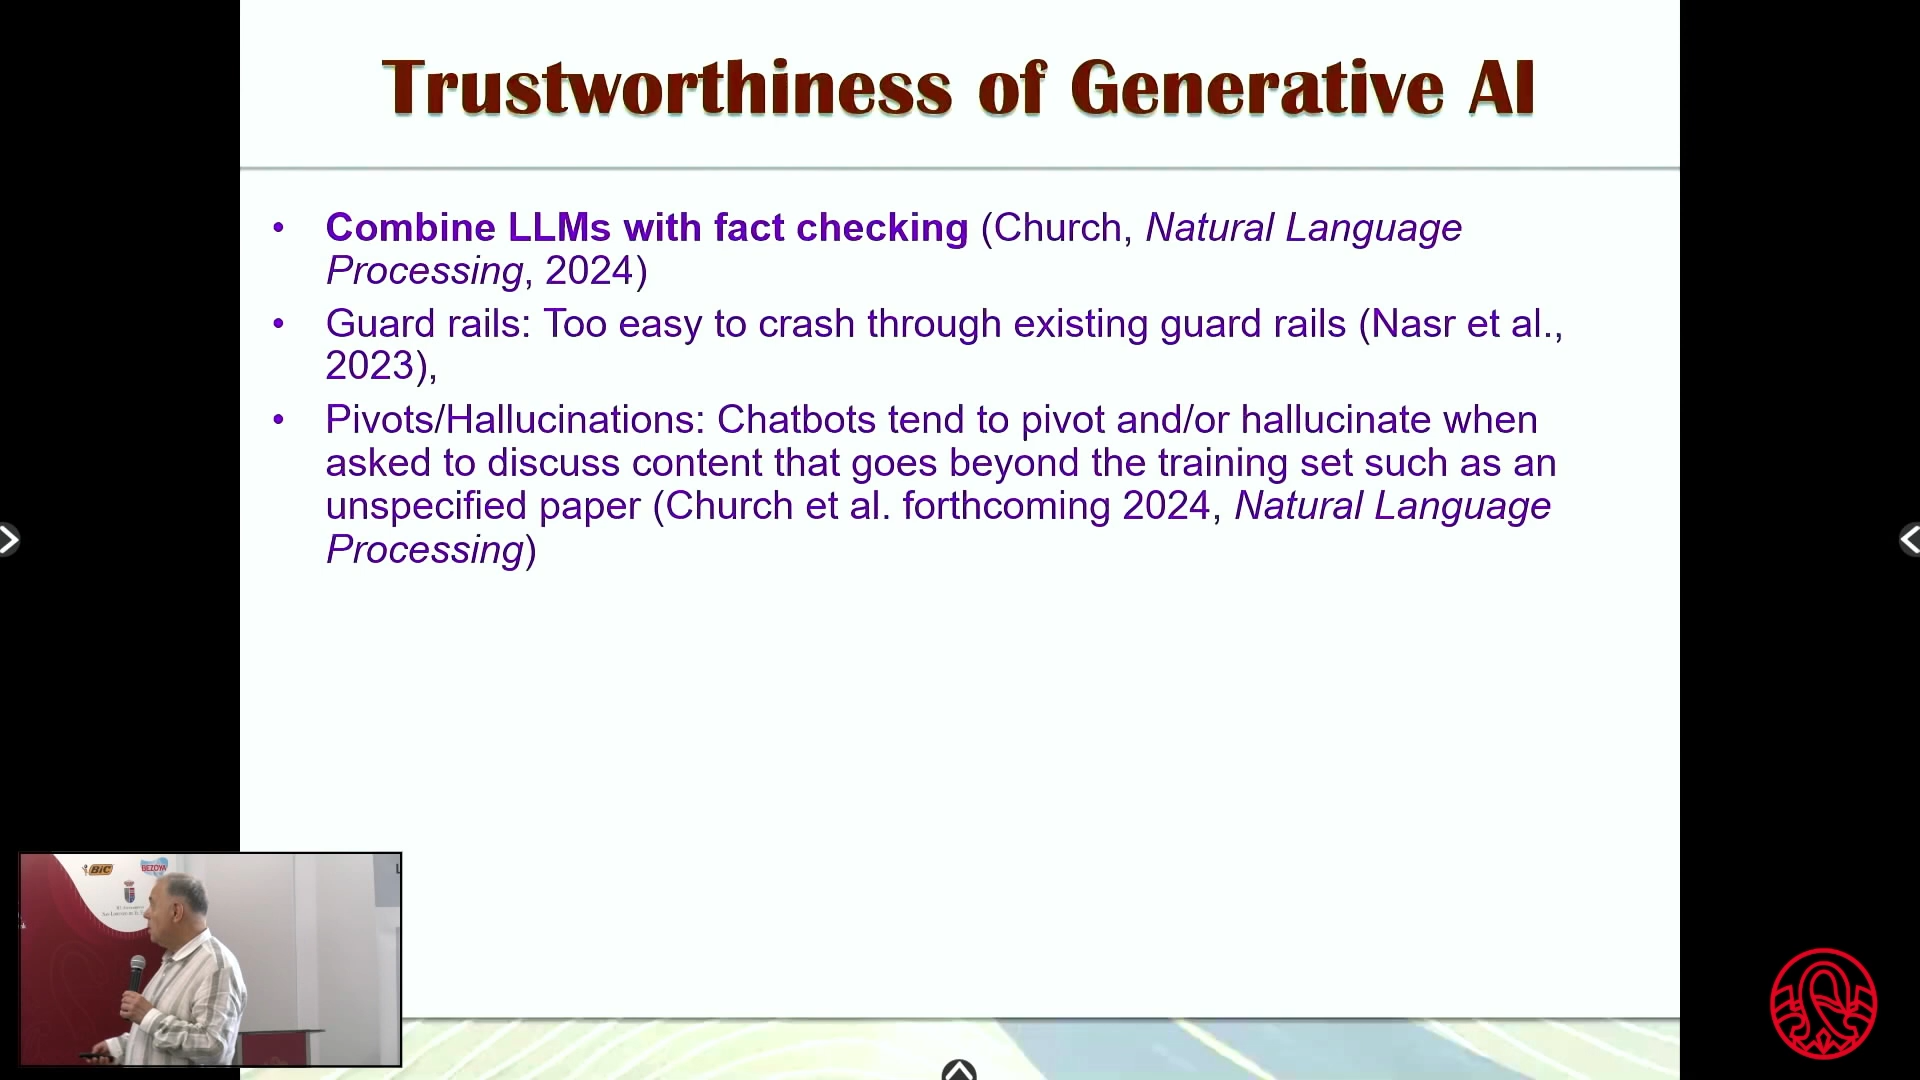 Trustworthiness of Generative AI
• Combine LLMs with fact checking (Church, Natural Language
Processing, 2024)
• Guard rails: Too easy to crash through existing guard rails (Nasr et al.,
2023),
• Pivots/Hallucinations: Chatbots tend to pivot and/or hallucinate when
asked to discuss content that goes beyond the training set such as an
unspecified paper (Church et al. forthcoming 2024, Natural Language
Processing)
BIC
BEZOYA